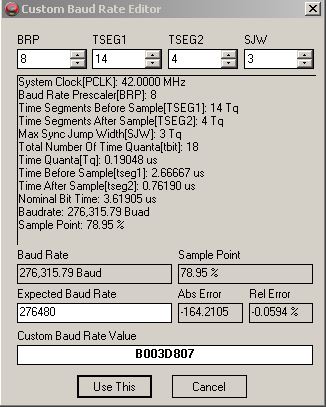 Custom Baud Rate Editor
BRP TSEG1 TSEG2 SJW
8 14 4 3
System Clock[PCLK]: 42.0000 MHz
Baud Rate Prescaler[BRP]: 8
Time Segments Before Sample[TSEG1]: 14 Tq
Time Segments After Sample[TSEG2]: 4 Tq
Max Sync Jump Width[SJW]: 3 Tq
Total Number Of Time Quanta[tbit]: 18
Time Quanta[Tq]: 0.19048 us
Time Before Sample[tseg1]: 2.66667 us
Time After Sample[tseg2]: 0.76190 us
Nominal Bit Time: 3.61905 us
Baudrate: 276,315.79 Buad
Sample Point: 78.95 %
Baud Rate Sample Point
276,315.79 Baud 78.95 %
Expected Baud Rate Abs Error Rel Error
276480 -164.2105 -0.0594 %
Custom Baud Rate Value
B003D807
Use This Cancel